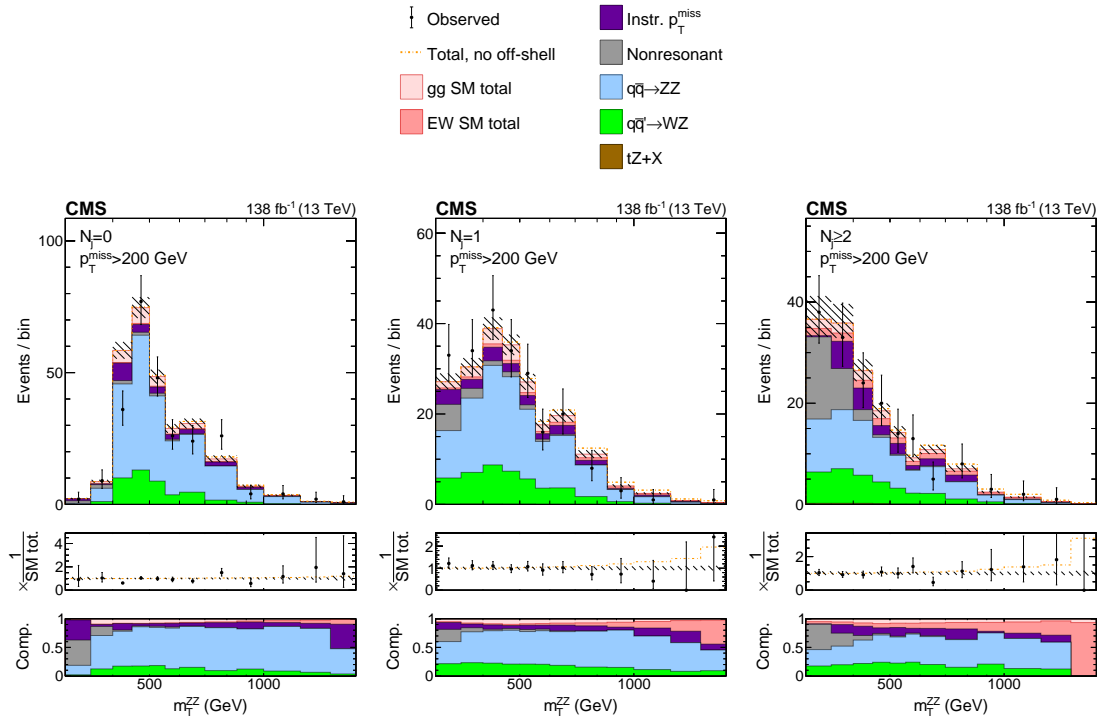 Observed
Total, no off-shell
gg SM total
EW SM total
Instr. p_T^miss
Nonresonant
qq̅→ZZ
qq̅'→WZ
tZ+X
CMS 138 fb⁻¹ (13 TeV)
N_j=0
p_T^miss>200 GeV
Events / bin
100
50
0
× 1/SM tot.
4
2
0
Comp.
1
0.5
0
500 1000
m_T^ZZ (GeV)
CMS 138 fb⁻¹ (13 TeV)
N_j=1
p_T^miss>200 GeV
Events / bin
60
40
20
0
× 1/SM tot.
2
1
0
Comp.
1
0.5
0
500 1000
m_T^ZZ (GeV)
CMS 138 fb⁻¹ (13 TeV)
N_j≥2
p_T^miss>200 GeV
Events / bin
40
20
0
× 1/SM tot.
2
1
0
Comp.
1
0.5
0
500 1000
m_T^ZZ (GeV)